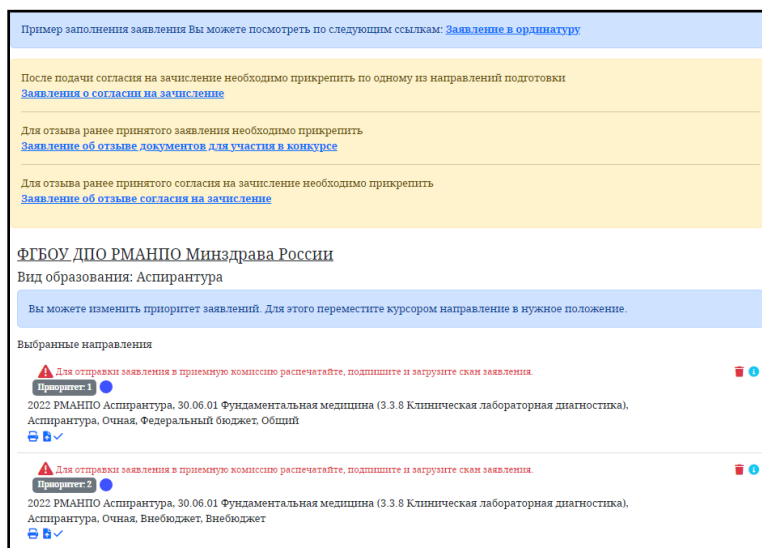 Пример заполнения заявления Вы можете посмотреть по следующим ссылкам: Заявление в ординатуру
После подачи согласия на зачисление необходимо прикрепить по одному из направлений подготовки
Заявления о согласии на зачисление
Для отзыва ранее принятого заявления необходимо прикрепить
Заявление об отзыве документов для участия в конкурсе
Для отзыва ранее принятого согласия на зачисление необходимо прикрепить
Заявление об отзыве согласия на зачисление
ФГБОУ ДПО РМАНПО Минздрава России
Вид образования: Аспирантура
Вы можете изменить приоритет заявлений. Для этого переместите курсором направление в нужное положение.
Выбранные направления
Для отправки заявления в приемную комиссию распечатайте, подпишите и загрузите скан заявления.
Приоритет: 1
2022 РМАНПО Аспирантура, 30.06.01 Фундаментальная медицина (3.3.8 Клиническая лабораторная диагностика),
Аспирантура, Очная, Федеральный бюджет, Общий
Для отправки заявления в приемную комиссию распечатайте, подпишите и загрузите скан заявления.
Приоритет: 2
2022 РМАНПО Аспирантура, 30.06.01 Фундаментальная медицина (3.3.8 Клиническая лабораторная диагностика),
Аспирантура, Очная, Внебюджет, Внебюджет